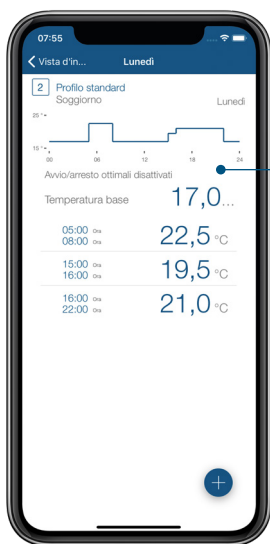 07:55
Vista d'in... Lunedì
2 Profilo standard
Soggiorno Lunedì
25 °
15 °
00 06 12 18 24
Avvio/arresto ottimali disattivati
Temperatura base 17,0...
05:00 Ora
08:00 Ora
22,5 °C
15:00 Ora
16:00 Ora
19,5 °C
16:00 Ora
22:00 Ora
21,0 °C